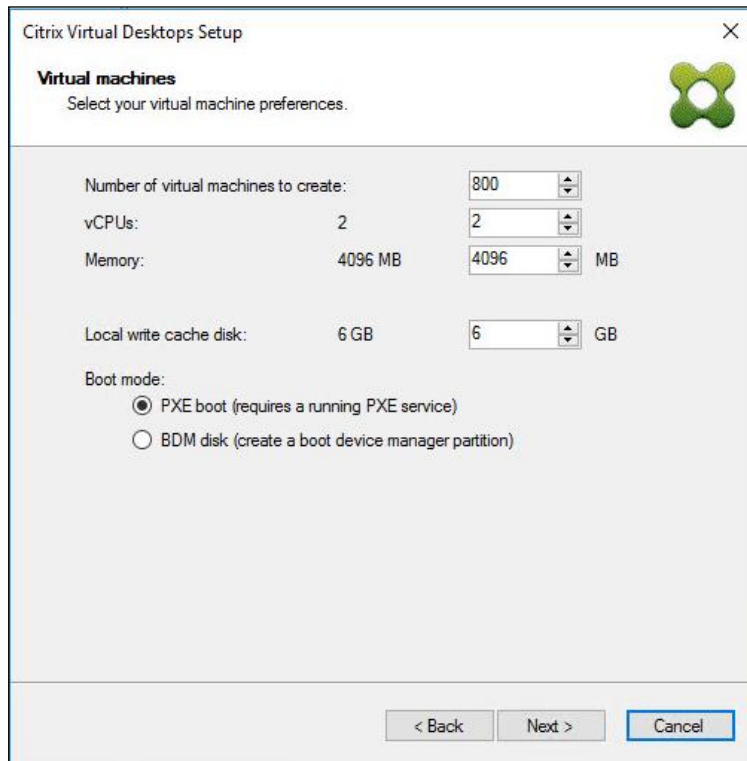 Citrix Virtual Desktops Setup
Virtual machines
Select your virtual machine preferences.
Number of virtual machines to create: 800
vCPUs: 2 2
Memory: 4096 MB 4096 MB
Local write cache disk: 6 GB 6 GB
Boot mode:
PXE boot (requires a running PXE service)
BDM disk (create a boot device manager partition)
< Back Next > Cancel